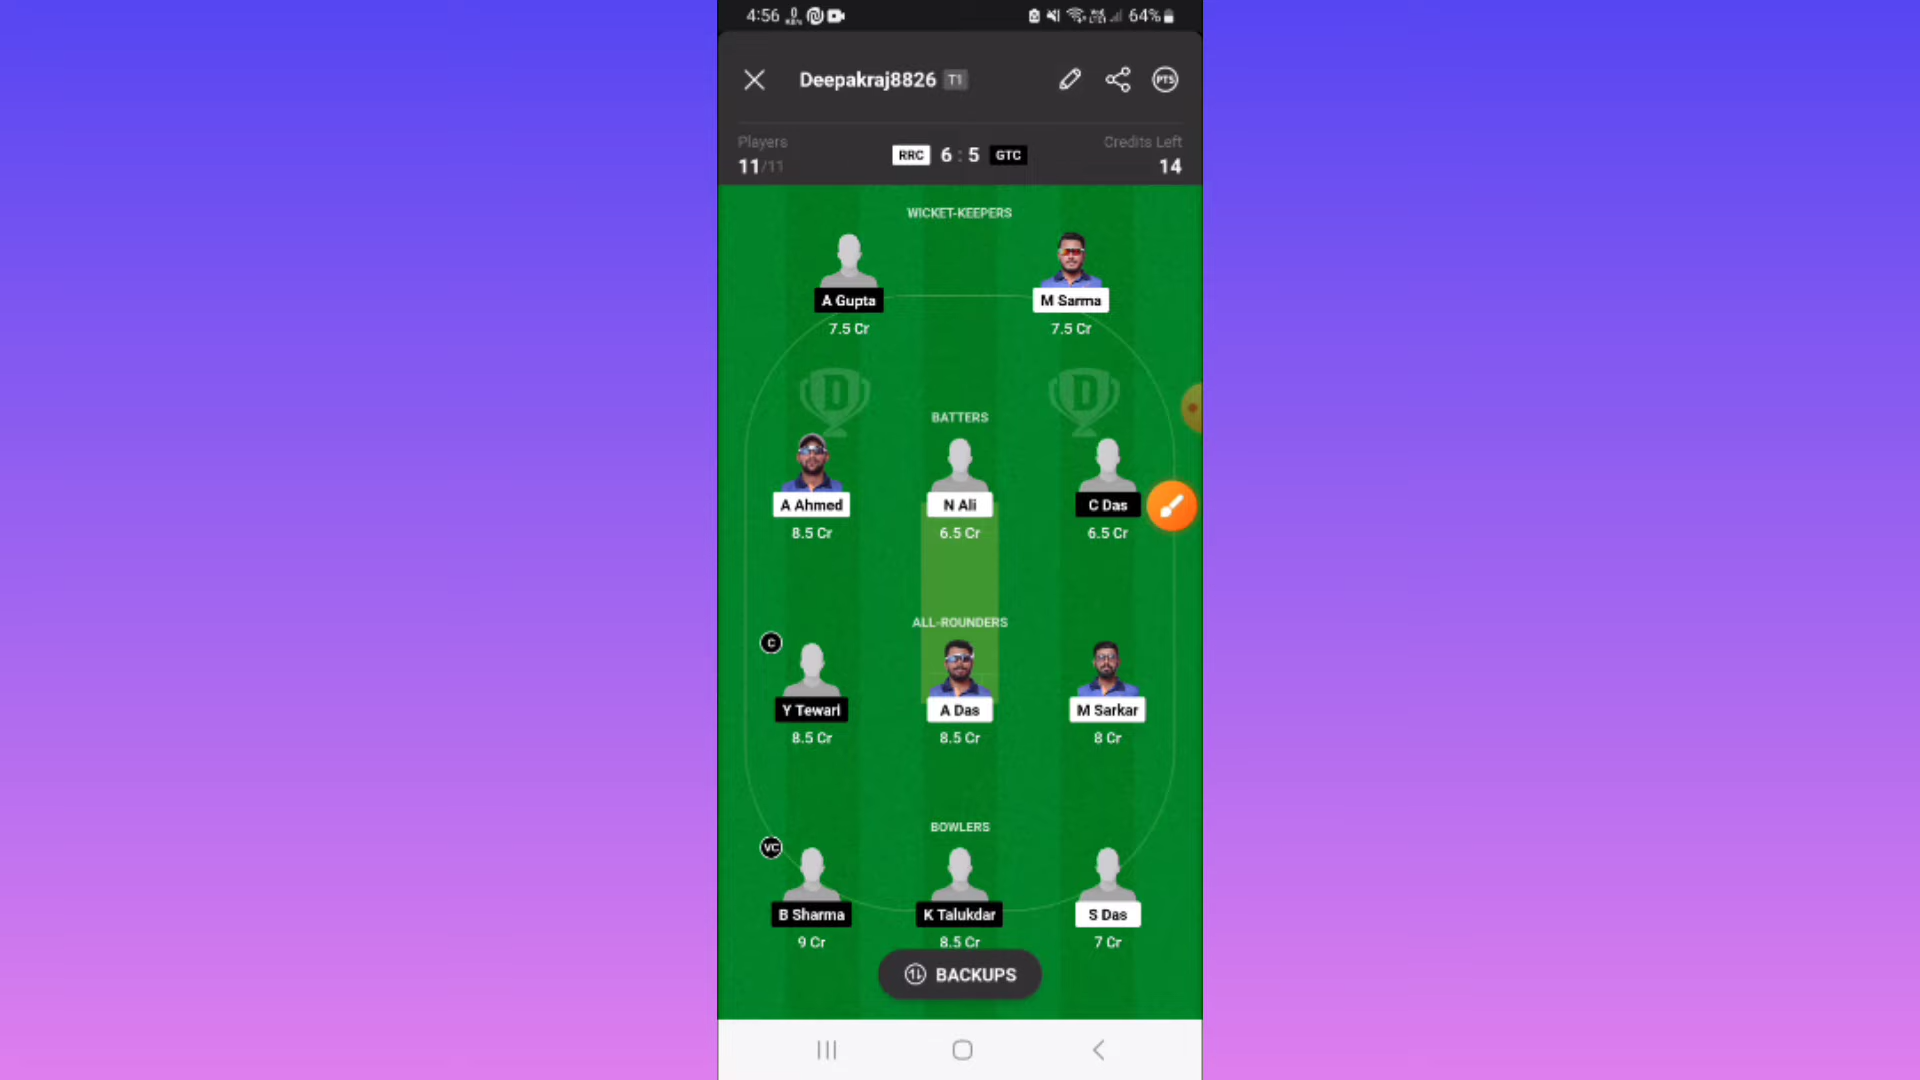 4:56 64%
Deepakraj8826 T1 PTS
Players Credits Left
11/11 RRC 6 : 5 GTC 14
WICKET-KEEPERS
A Gupta M Sarma
7.5 Cr 7.5 Cr
D D
BATTERS
A Ahmed N Ali C Das
8.5 Cr 6.5 Cr 6.5 Cr
ALL-ROUNDERS
C
Y Tewari A Das M Sarkar
8.5 Cr 8.5 Cr 8 Cr
BOWLERS
VC
B Sharma K Talukdar S Das
9 Cr 8.5 Cr 7 Cr
BACKUPS